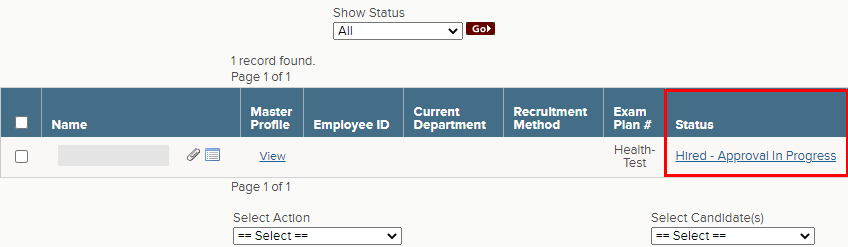 Show Status
All
Go
1 record found.
Page 1 of 1
Name
Master Profile
Employee ID
Current Department
Recruitment Method
Exam Plan #
Status
View
Health-Test
Hired - Approval In Progress
Page 1 of 1
Select Action
== Select ==
Select Candidate(s)
== Select ==